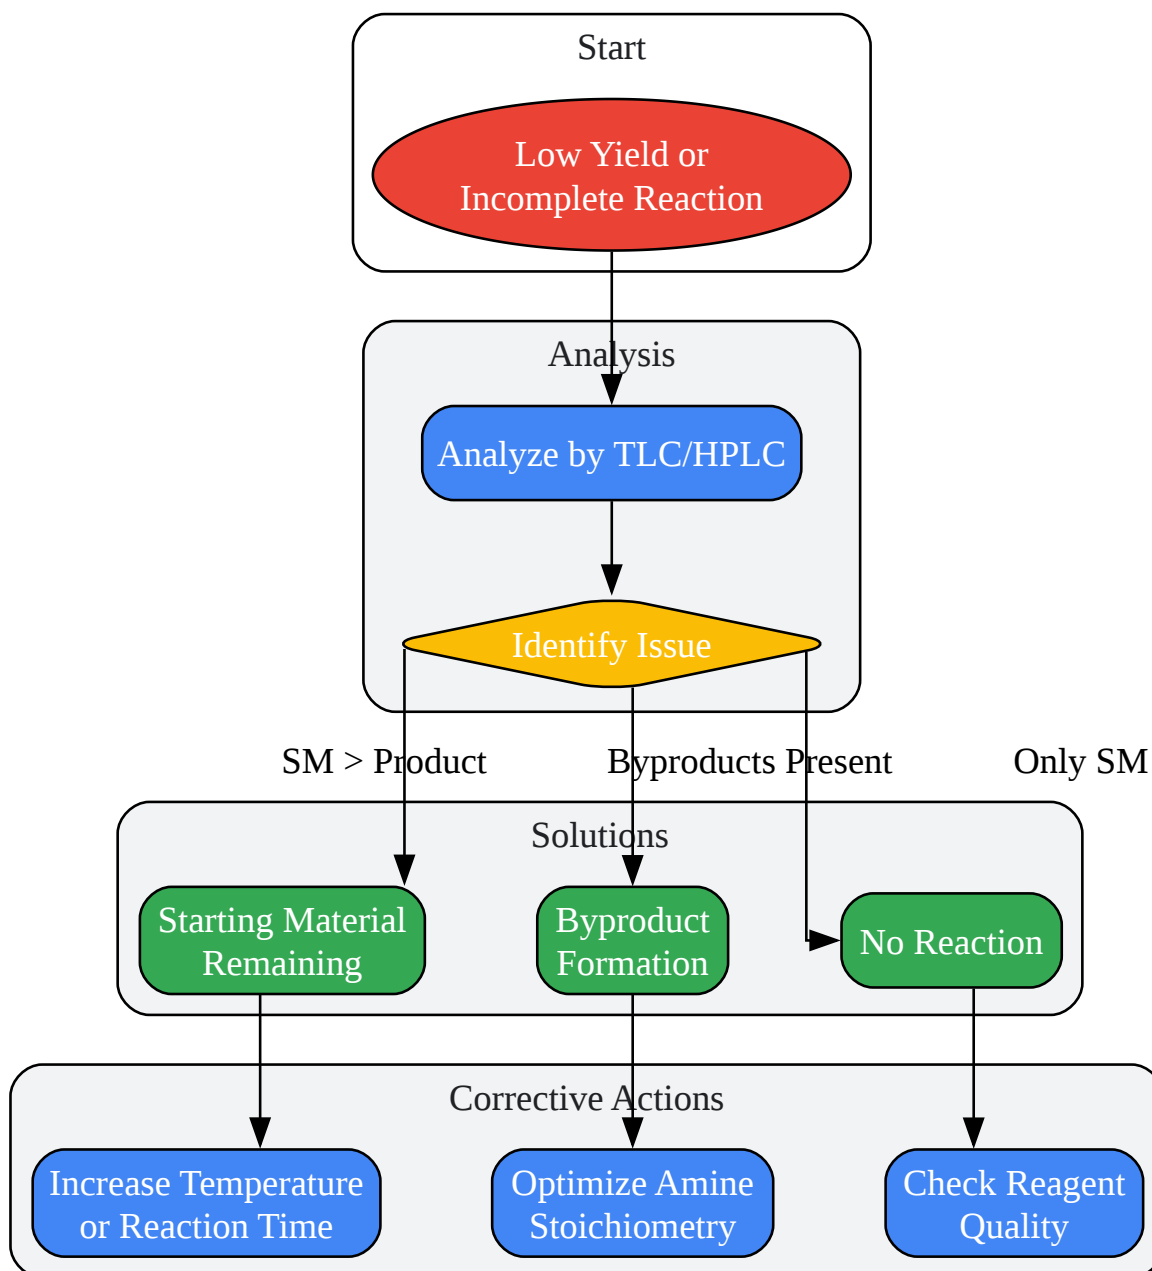 Start
Low Yield or
Incomplete Reaction
Analysis
Analyze by TLC/HPLC
Identify Issue
SM > Product
Byproducts Present
Only SM
Solutions
Starting Material
Remaining
Byproduct
Formation
No Reaction
Corrective Actions
Increase Temperature
or Reaction Time
Optimize Amine
Stoichiometry
Check Reagent
Quality